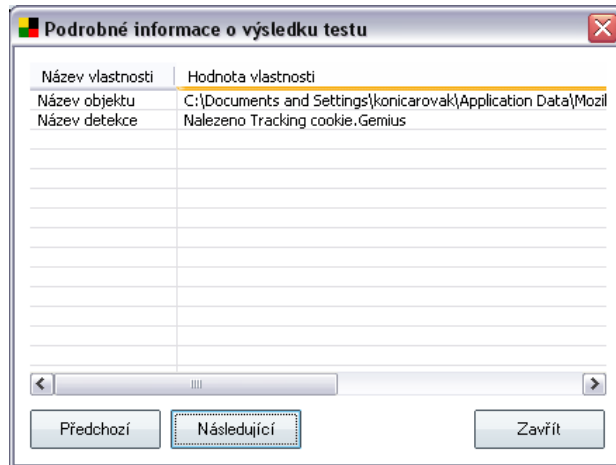 Podrobné informace o výsledku testu
Název vlastnosti Hodnota vlastnosti
Název objektu C:\Documents and Settings\konicarovak\Application Data\Mozil
Název detekce Nalezeno Tracking cookie.Gemius
Předchozí Následující Zavřít